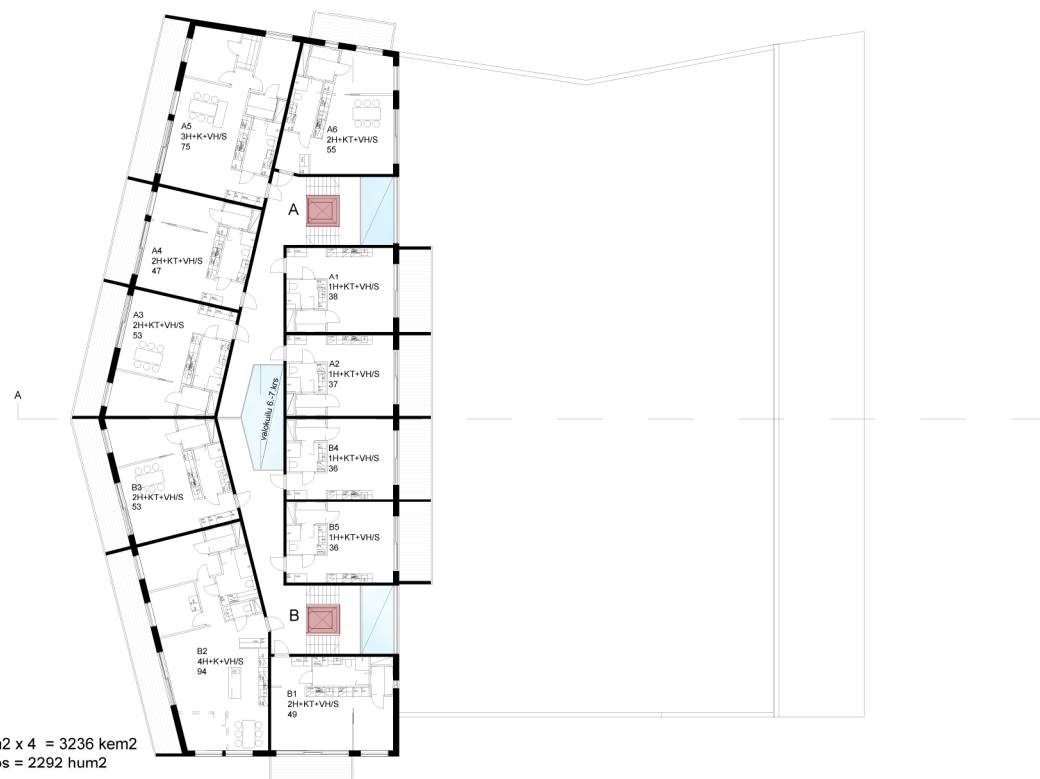 A5
3H+K+VH/S
75
A6
2H+KT+VH/S
55
A
A4
2H+KT+VH/S
47
A1
1H+KT+VH/S
38
A3
2H+KT+VH/S
53
A2
1H+KT+VH/S
37
A
valokuilu 6.-7.krs
B4
1H+KT+VH/S
36
B3
2H+KT+VH/S
53
B5
1H+KT+VH/S
36
B
B2
4H+K+VH/S
94
B1
2H+KT+VH/S
49
x 4 = 3236 kem2
= 2292 hum2